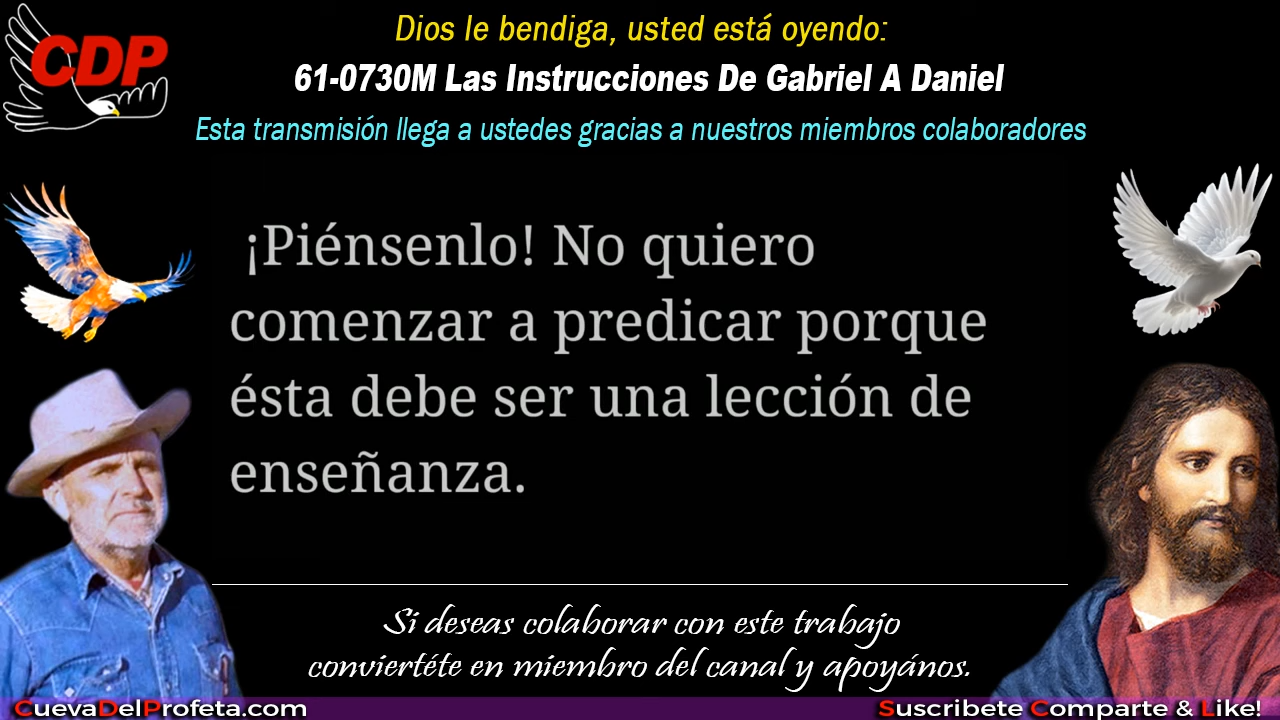 CDP
Dios le bendiga, usted está oyendo:
61-0730M Las Instrucciones De Gabriel A Daniel
Esta transmisión llega a ustedes gracias a nuestros miembros colaboradores
¡Piénsenlo! No quiero
comenzar a predicar porque
ésta debe ser una lección de
enseñanza.
Si deseas colaborar con este trabajo
conviertéte en miembro del canal y apoyános.
CuevaDelProfeta.com
Suscribete Comparte & Like!